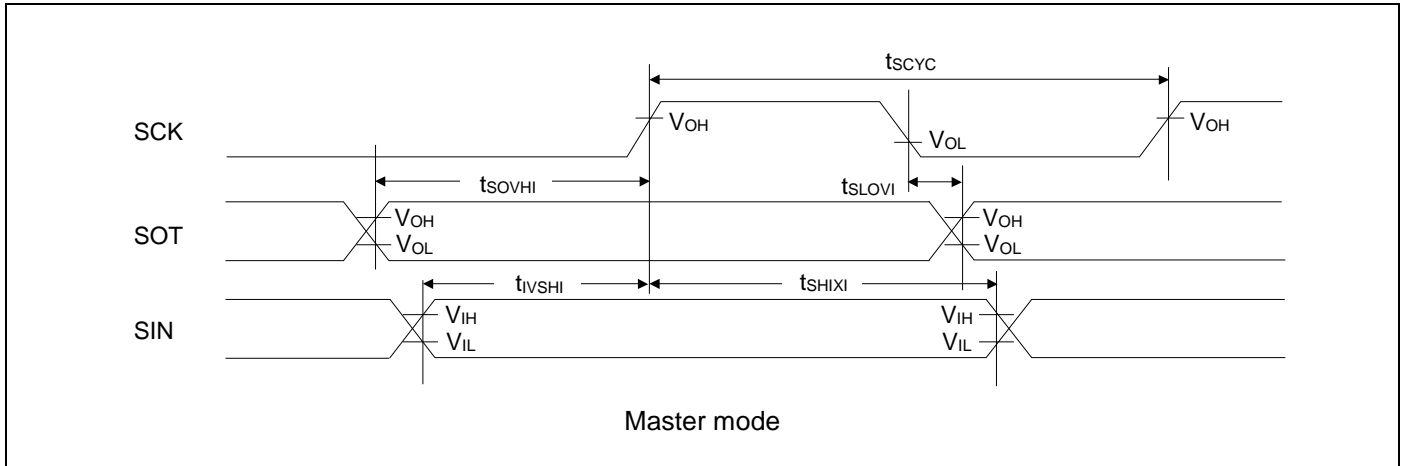 tSCYC
SCK
VOH
VOL
VOH
tSOVHI
tSLOVI
SOT
VOH
VOL
VOH
VOL
tIVSHI
tSHIXI
SIN
VIH
VIL
VIH
VIL
Master mode